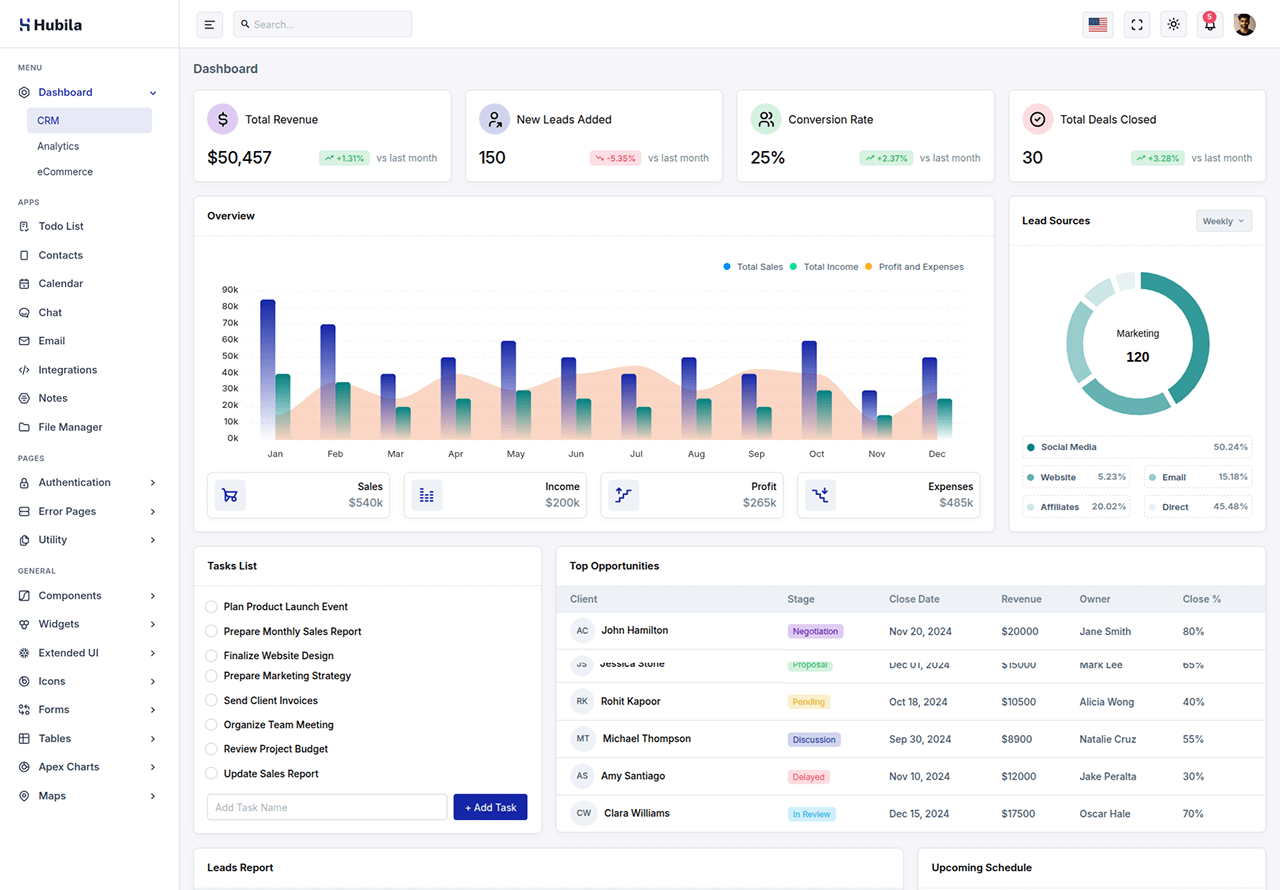 Hubila
Search...
5
MENU
Dashboard
CRM
Analytics
eCommerce
APPS
Todo List
Contacts
Calendar
Chat
Email
Integrations
Notes
File Manager
PAGES
Authentication
Error Pages
Utility
GENERAL
Components
Widgets
Extended UI
Icons
Forms
Tables
Apex Charts
Maps
Dashboard
Total Revenue
$50,457 +1.31% vs last month
New Leads Added
150 -5.35% vs last month
Conversion Rate
25% +2.37% vs last month
Total Deals Closed
30 +3.28% vs last month
Overview
Total Sales Total Income Profit and Expenses
90k
80k
70k
60k
50k
40k
30k
20k
10k
0k
Jan Feb Mar Apr May Jun Jul Aug Sep Oct Nov Dec
Sales
$540k
Income
$200k
Profit
$265k
Expenses
$485k
Lead Sources Weekly
Marketing
120
Social Media 50.24%
Website 5.23% Email 15.18%
Affiliates 20.02% Direct 45.48%
Tasks List
Plan Product Launch Event
Prepare Monthly Sales Report
Finalize Website Design
Prepare Marketing Strategy
Send Client Invoices
Organize Team Meeting
Review Project Budget
Update Sales Report
Add Task Name + Add Task
Top Opportunities
Client Stage Close Date Revenue Owner Close %
AC John Hamilton Negotiation Nov 20, 2024 $20000 Jane Smith 80%
JS Jessica Stone Proposal Dec 01, 2024 $15000 Mark Lee 65%
RK Rohit Kapoor Pending Oct 18, 2024 $10500 Alicia Wong 40%
MT Michael Thompson Discussion Sep 30, 2024 $8900 Natalie Cruz 55%
AS Amy Santiago Delayed Nov 10, 2024 $12000 Jake Peralta 30%
CW Clara Williams In Review Dec 15, 2024 $17500 Oscar Hale 70%
Leads Report
Upcoming Schedule